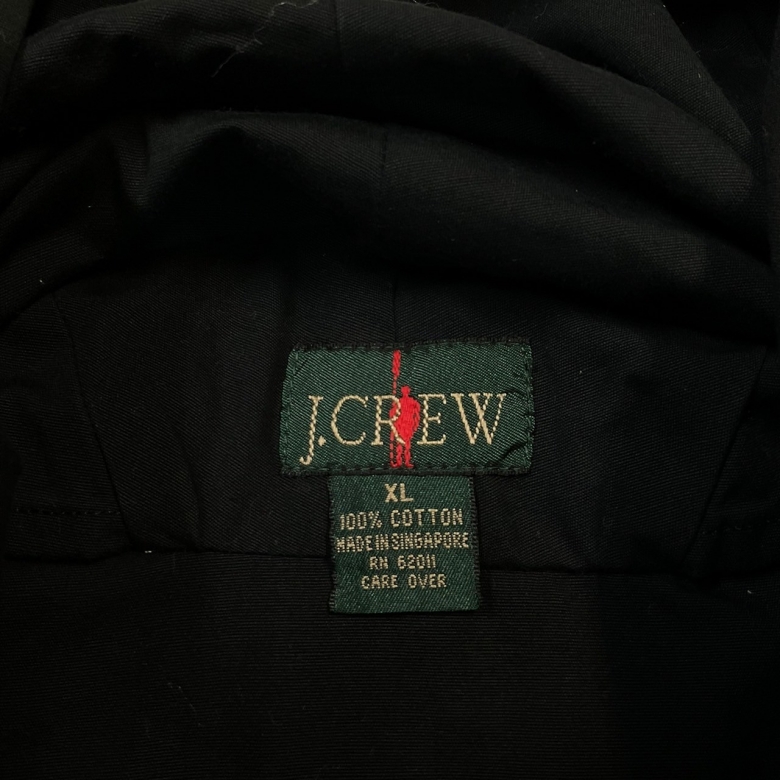 J.CREW
XL
100% COTTON
MADE IN SINGAPORE
RN 62011
CARE OVER